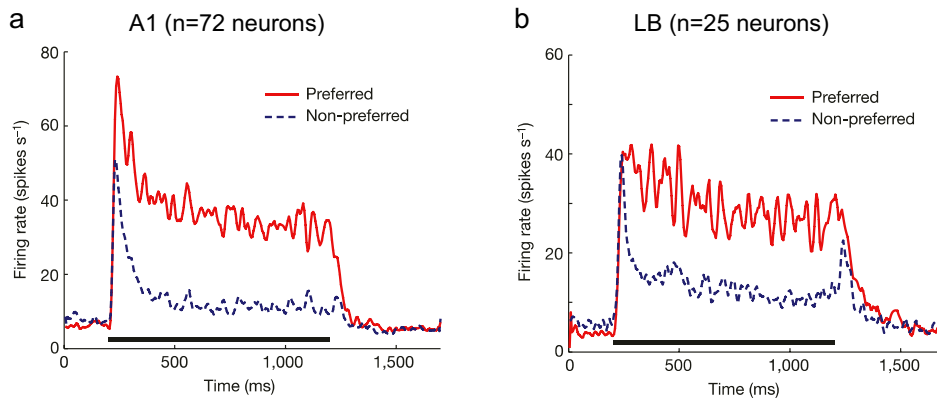 a
A1 (n=72 neurons)
80
60
40
20
0
Firing rate (spikes s⁻¹)
Preferred
Non-preferred
0
500
1,000
1,500
Time (ms)
b
LB (n=25 neurons)
60
40
20
0
Firing rate (spikes s⁻¹)
Preferred
Non-preferred
0
500
1,000
1,500
Time (ms)